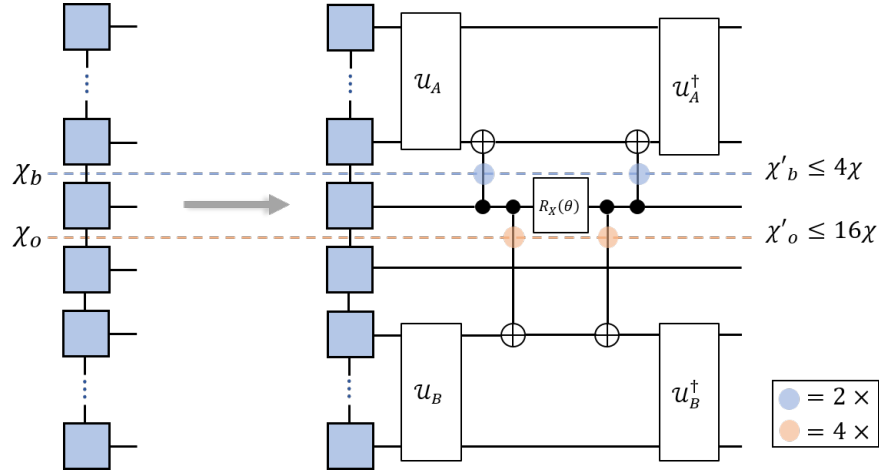 𝒰_A
𝒰_A^†
χ_b
χ'_b ≤ 4χ
R_X(θ)
χ_o
χ'_o ≤ 16χ
𝒰_B
𝒰_B^†
= 2 ×
= 4 ×